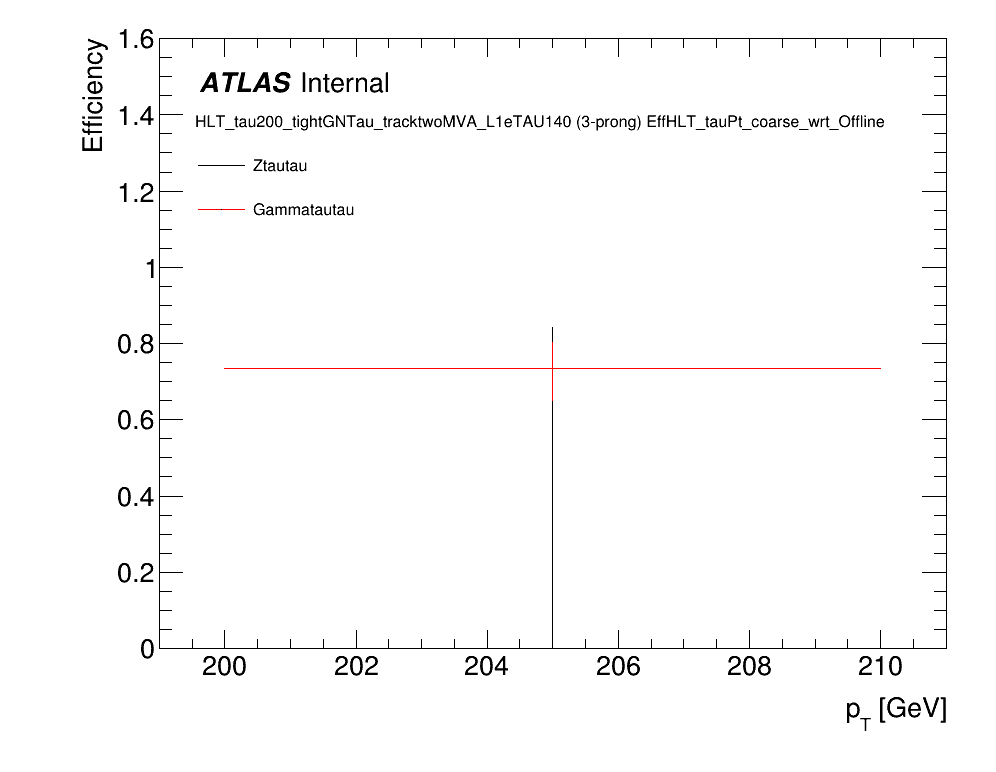 Efficiency
1.6
1.4
1.2
1
0.8
0.6
0.4
0.2
0
ATLAS Internal
HLT_tau200_tightGNTau_tracktwoMVA_L1eTAU140 (3-prong) EffHLT_tauPt_coarse_wrt_Offline
Ztautau
Gammatautau
200 202 204 206 208 210
p_T [GeV]